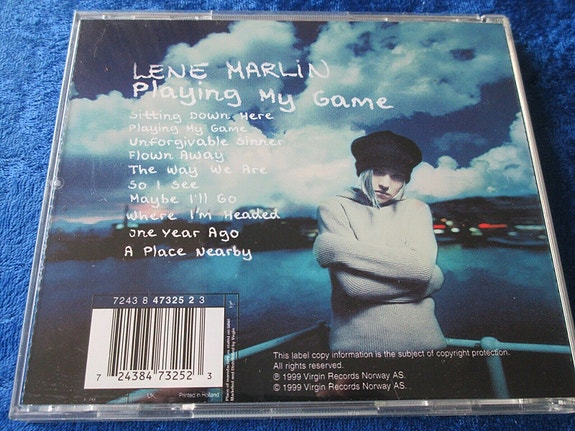 LENE MARLiN
Playing My Game
Sitting Down Here
Playing My Game
Unforgivable Sinner
Flown Away
The Way We Are
So I See
Maybe I'll Go
Where I'm Headed
One Year Ago
A Place Nearby
7243 8 47325 2 3
7 24384 73252 3
UK
Printed in Holland
This label copy information is the subject of copyright protection.
All rights reserved.
℗ 1999 Virgin Records Norway AS.
© 1999 Virgin Records Norway AS.